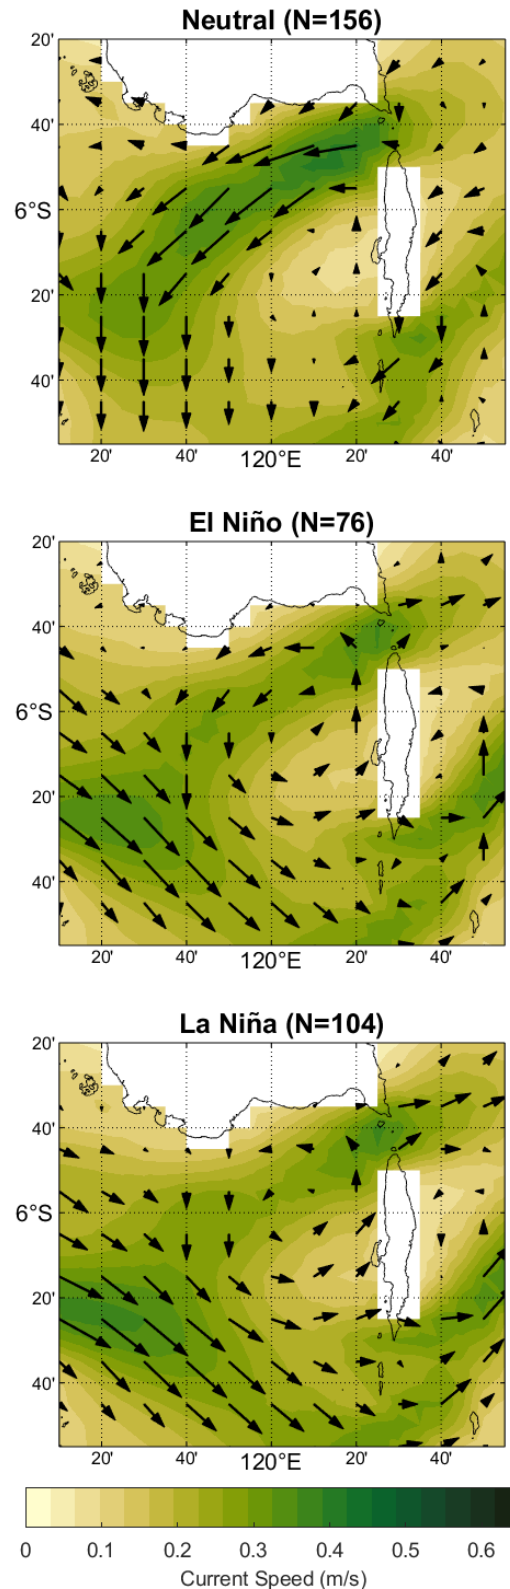 Neutral (N=156)
20'
40'
6°S
20'
40'
20' 40' 120°E 20' 40'
El Niño (N=76)
20'
40'
6°S
20'
40'
20' 40' 120°E 20' 40'
La Niña (N=104)
20'
40'
6°S
20'
40'
20' 40' 120°E 20' 40'
0 0.1 0.2 0.3 0.4 0.5 0.6
Current Speed (m/s)